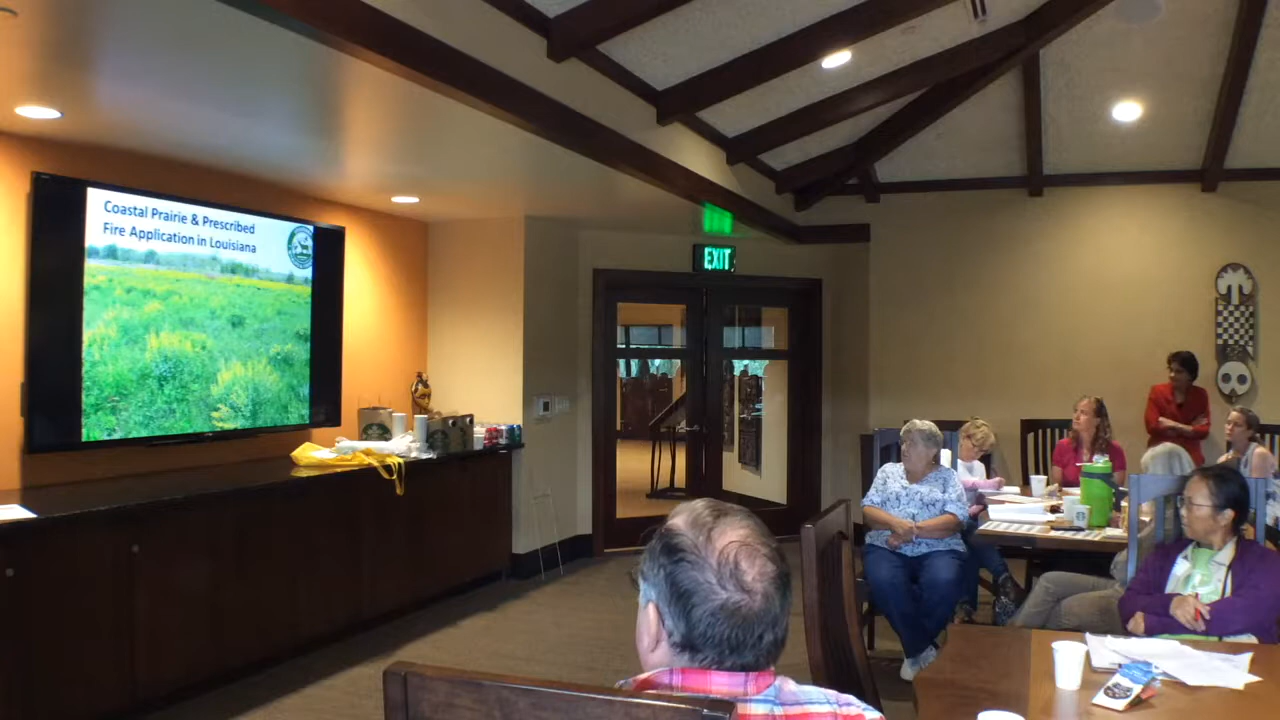 Coastal Prairie & Prescribed
Fire Application in Louisiana
EXIT